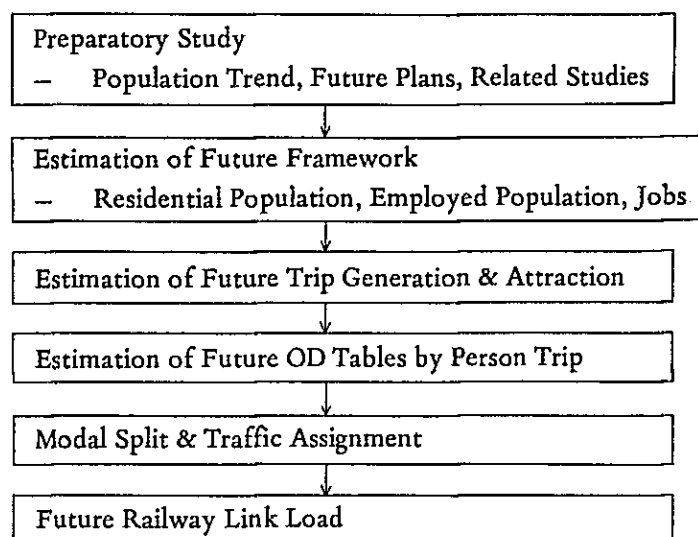 Preparatory Study
— Population Trend, Future Plans, Related Studies
Estimation of Future Framework
— Residential Population, Employed Population, Jobs
Estimation of Future Trip Generation & Attraction
Estimation of Future OD Tables by Person Trip
Modal Split & Traffic Assignment
Future Railway Link Load